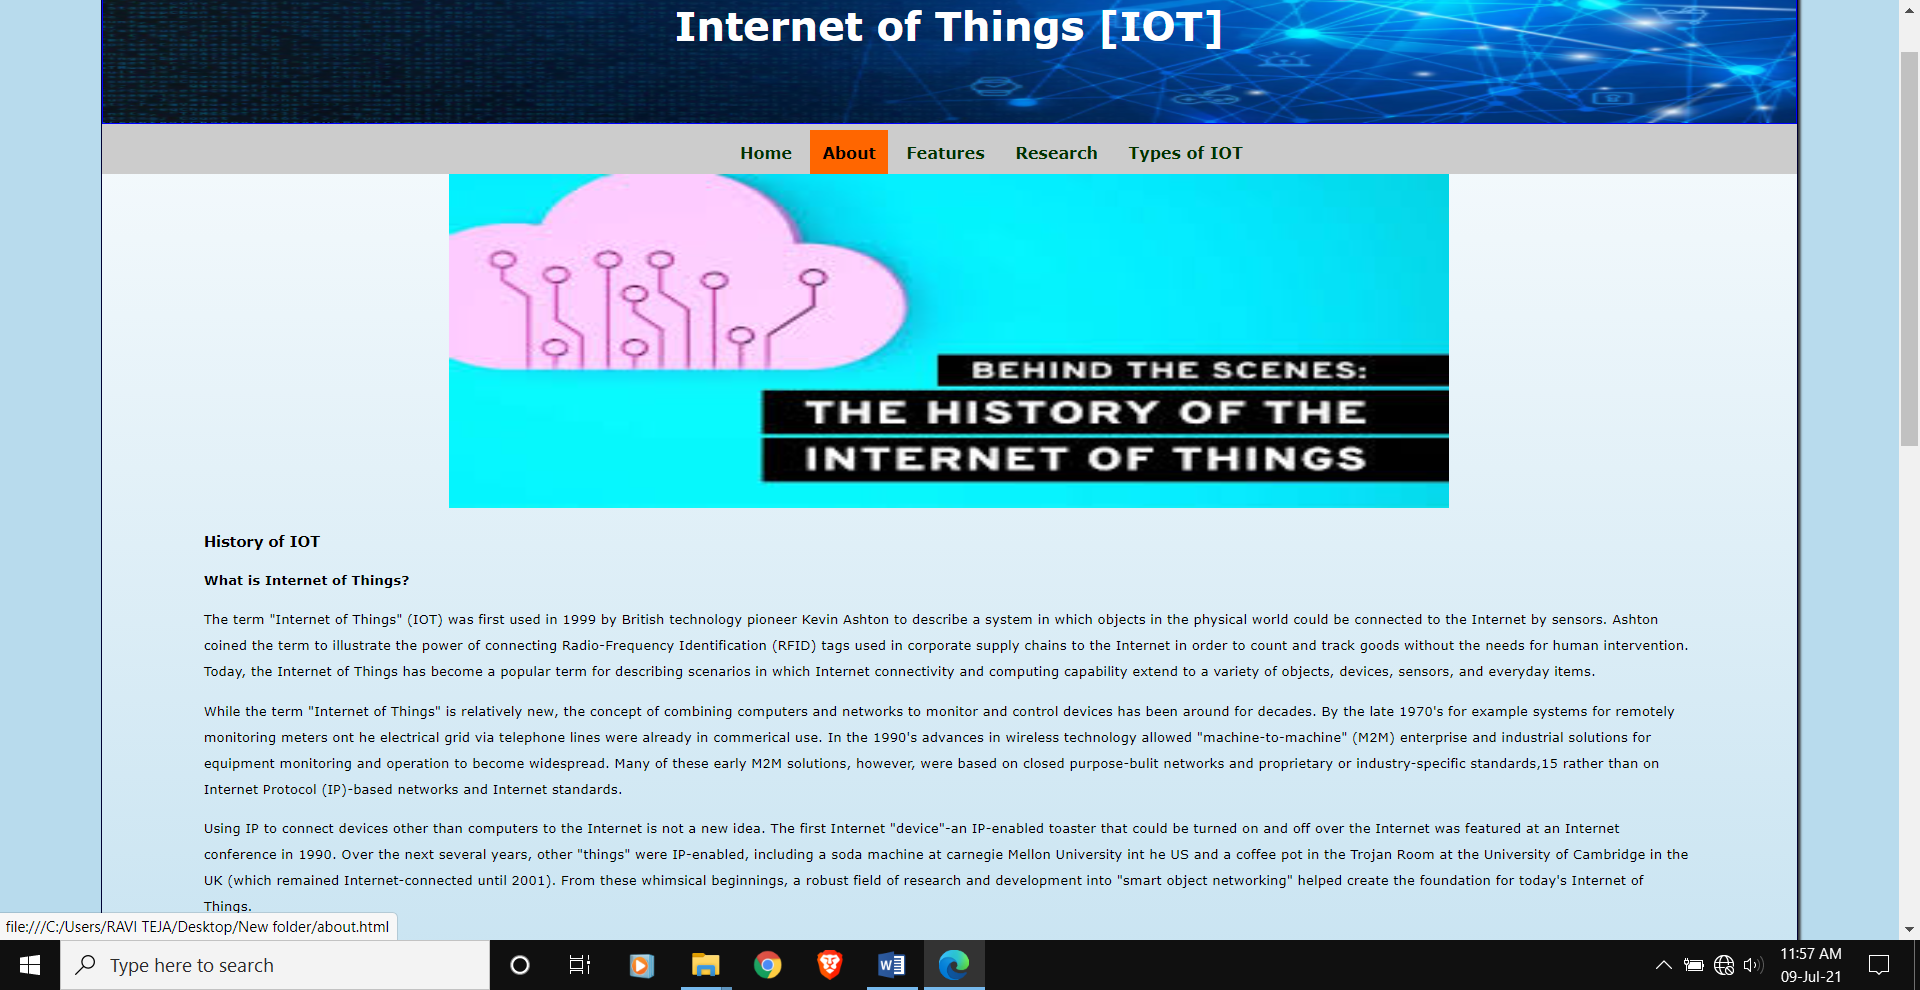 Internet of Things [IOT]
Home About Features Research Types of IOT
BEHIND THE SCENES:
THE HISTORY OF THE
INTERNET OF THINGS
History of IOT
What is Internet of Things?
The term "Internet of Things" (IOT) was first used in 1999 by British technology pioneer Kevin Ashton to describe a system in which objects in the physical world could be connected to the Internet by sensors. Ashton
coined the term to illustrate the power of connecting Radio-Frequency Identification (RFID) tags used in corporate supply chains to the Internet in order to count and track goods without the needs for human intervention.
Today, the Internet of Things has become a popular term for describing scenarios in which Internet connectivity and computing capability extend to a variety of objects, devices, sensors, and everyday items.
While the term "Internet of Things" is relatively new, the concept of combining computers and networks to monitor and control devices has been around for decades. By the late 1970's for example systems for remotely
monitoring meters ont he electrical grid via telephone lines were already in commerical use. In the 1990's advances in wireless technology allowed "machine-to-machine" (M2M) enterprise and industrial solutions for
equipment monitoring and operation to become widespread. Many of these early M2M solutions, however, were based on closed purpose-bulit networks and proprietary or industry-specific standards,15 rather than on
Internet Protocol (IP)-based networks and Internet standards.
Using IP to connect devices other than computers to the Internet is not a new idea. The first Internet "device"-an IP-enabled toaster that could be turned on and off over the Internet was featured at an Internet
conference in 1990. Over the next several years, other "things" were IP-enabled, including a soda machine at carnegie Mellon University int he US and a coffee pot in the Trojan Room at the University of Cambridge in the
UK (which remained Internet-connected until 2001). From these whimsical beginnings, a robust field of research and development into "smart object networking" helped create the foundation for today's Internet of
Things.
file:///C:/Users/RAVI TEJA/Desktop/New folder/about.html
Type here to search
11:57 AM
09-Jul-21